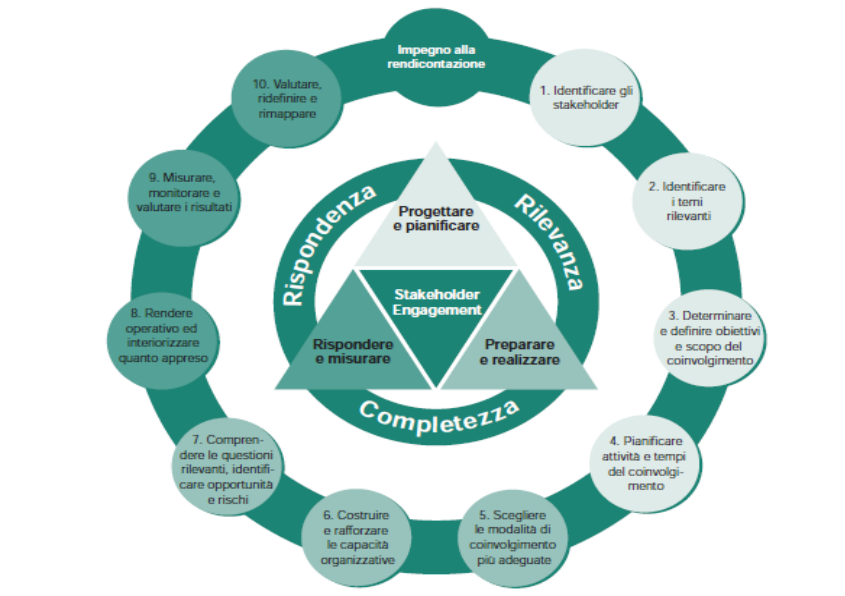 Impegno alla
rendicontazione
1. Identificare gli
stakeholder
2. Identificare
i temi
rilevanti
3. Determinare
e definire obiettivi
e scopo del
coinvolgimento
4. Pianificare
attività e tempi
del coinvolgi-
mento
5. Scegliere
le modalità di
coinvolgimento
più adeguate
6. Costruire
e rafforzare
le capacità
organizzative
7. Compren-
dere le questioni
rilevanti, identifi-
care opportunità
e rischi
8. Rendere
operativo ed
interiorizzare
quanto appreso
9. Misurare,
monitorare e
valutare i risultati
10. Valutare,
ridefinire e
rimappare
Rispondenza
Rilevanza
Completezza
Progettare
e pianificare
Stakeholder
Engagement
Rispondere
e misurare
Preparare
e realizzare